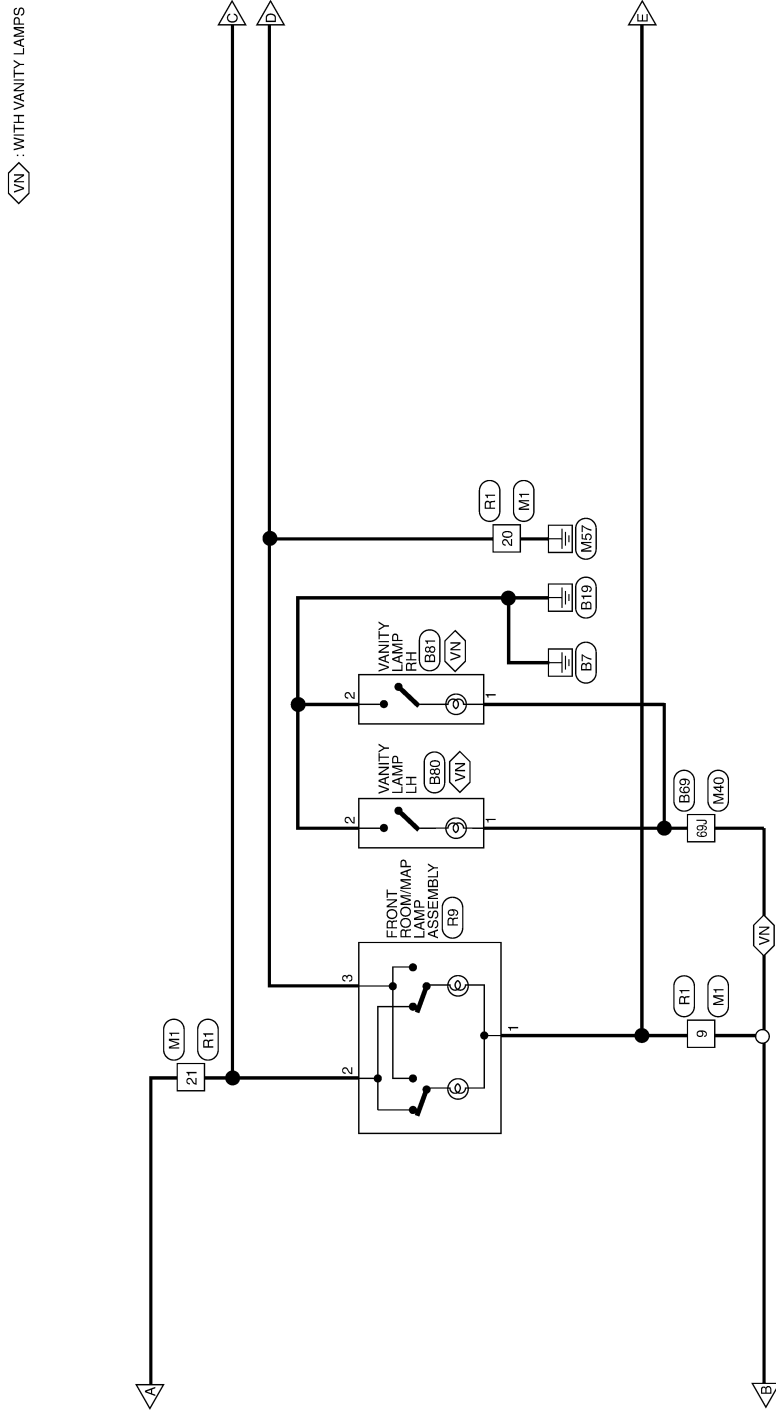 VN : WITH VANITY LAMPS
A
M1
21
R1
C
D
2
3
FRONT
ROOM/MAP
LAMP
ASSEMBLY
R9
1
2
VANITY
LAMP
LH
B80
VN
1
2
VANITY
LAMP
RH
B81
VN
1
R1
20
M1
B7
B19
M57
E
R1
9
M1
B69
69J
M40
B
VN